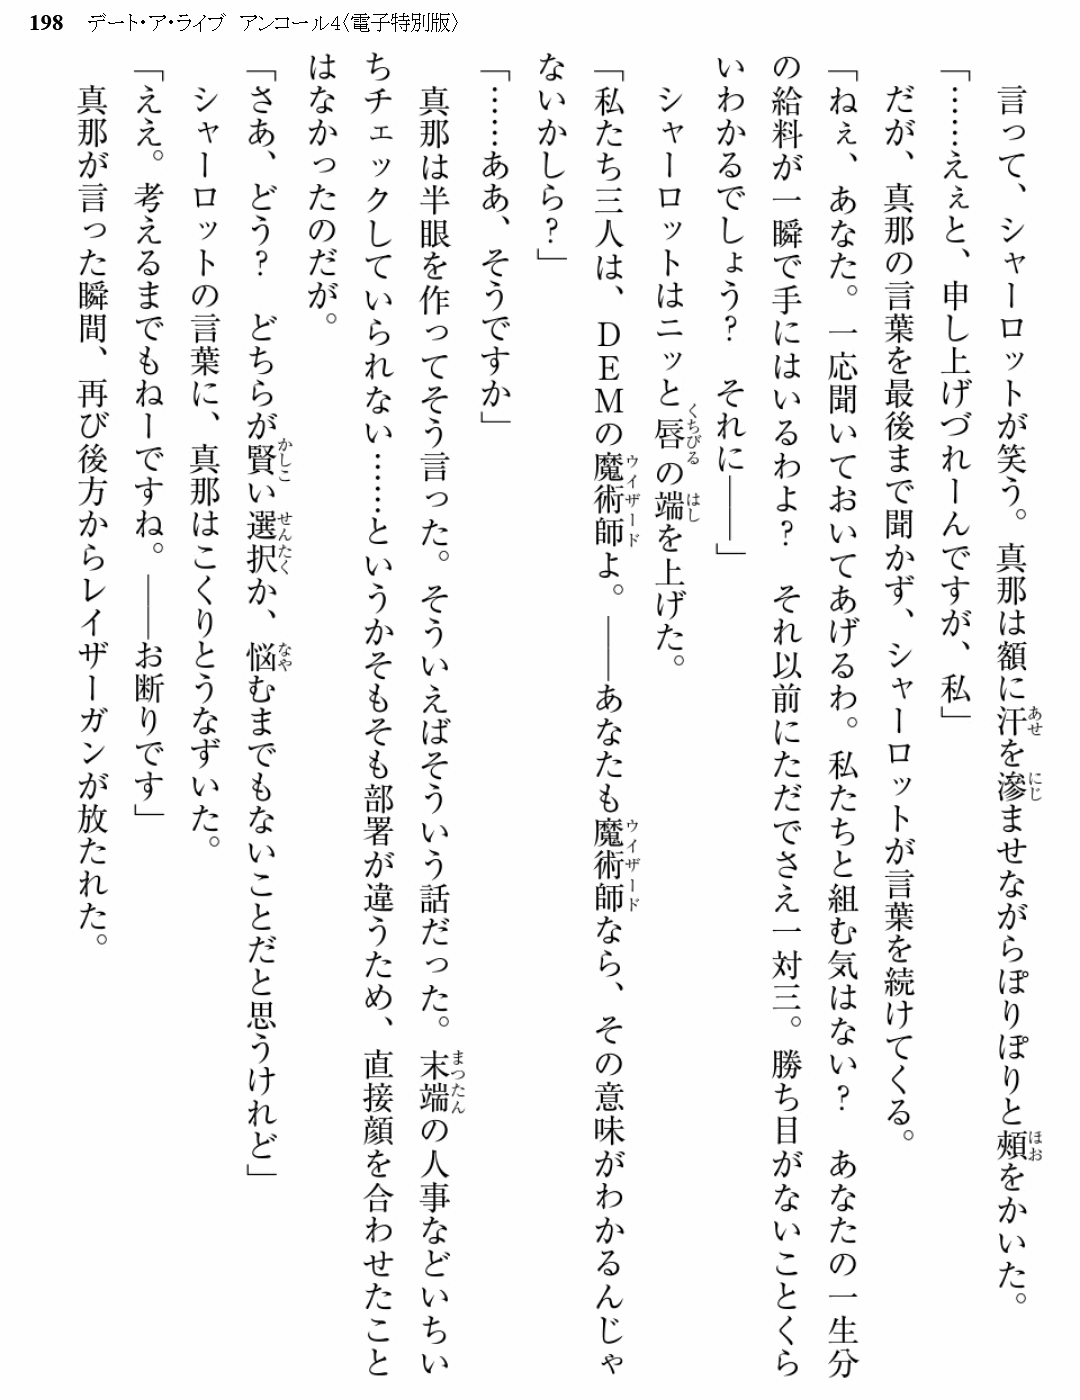 198 デート・ア・ライブ アンコール4〈電子特別版〉
言って、シャーロットが笑う。真那は額に汗を滲ませながらぽりぽりと頰をかいた。
「……えぇと、申し上げづれーんですが、私」
だが、真那の言葉を最後まで聞かず、シャーロットが言葉を続けてくる。
「ねぇ、あなた。一応聞いておいてあげるわ。私たちと組む気はない？　あなたの一生分
の給料が一瞬で手にはいるわよ？　それ以前にただでさえ一対三。勝ち目がないことくら
いわかるでしょう？　それに――」
シャーロットはニッと唇の端を上げた。
「私たち三人は、ＤＥＭの魔術師よ。――あなたも魔術師なら、その意味がわかるんじゃ
ないかしら？」
「……ああ、そうですか」
真那は半眼を作ってそう言った。そういえばそういう話だった。末端の人事などいちい
ちチェックしていられない……というかそもそも部署が違うため、直接顔を合わせたこと
はなかったのだが。
「さあ、どう？　どちらが賢い選択か、悩むまでもないことだと思うけれど」
シャーロットの言葉に、真那はこくりとうなずいた。
「ええ。考えるまでもねーですね。――お断りです」
真那が言った瞬間、再び後方からレイザーガンが放たれた。